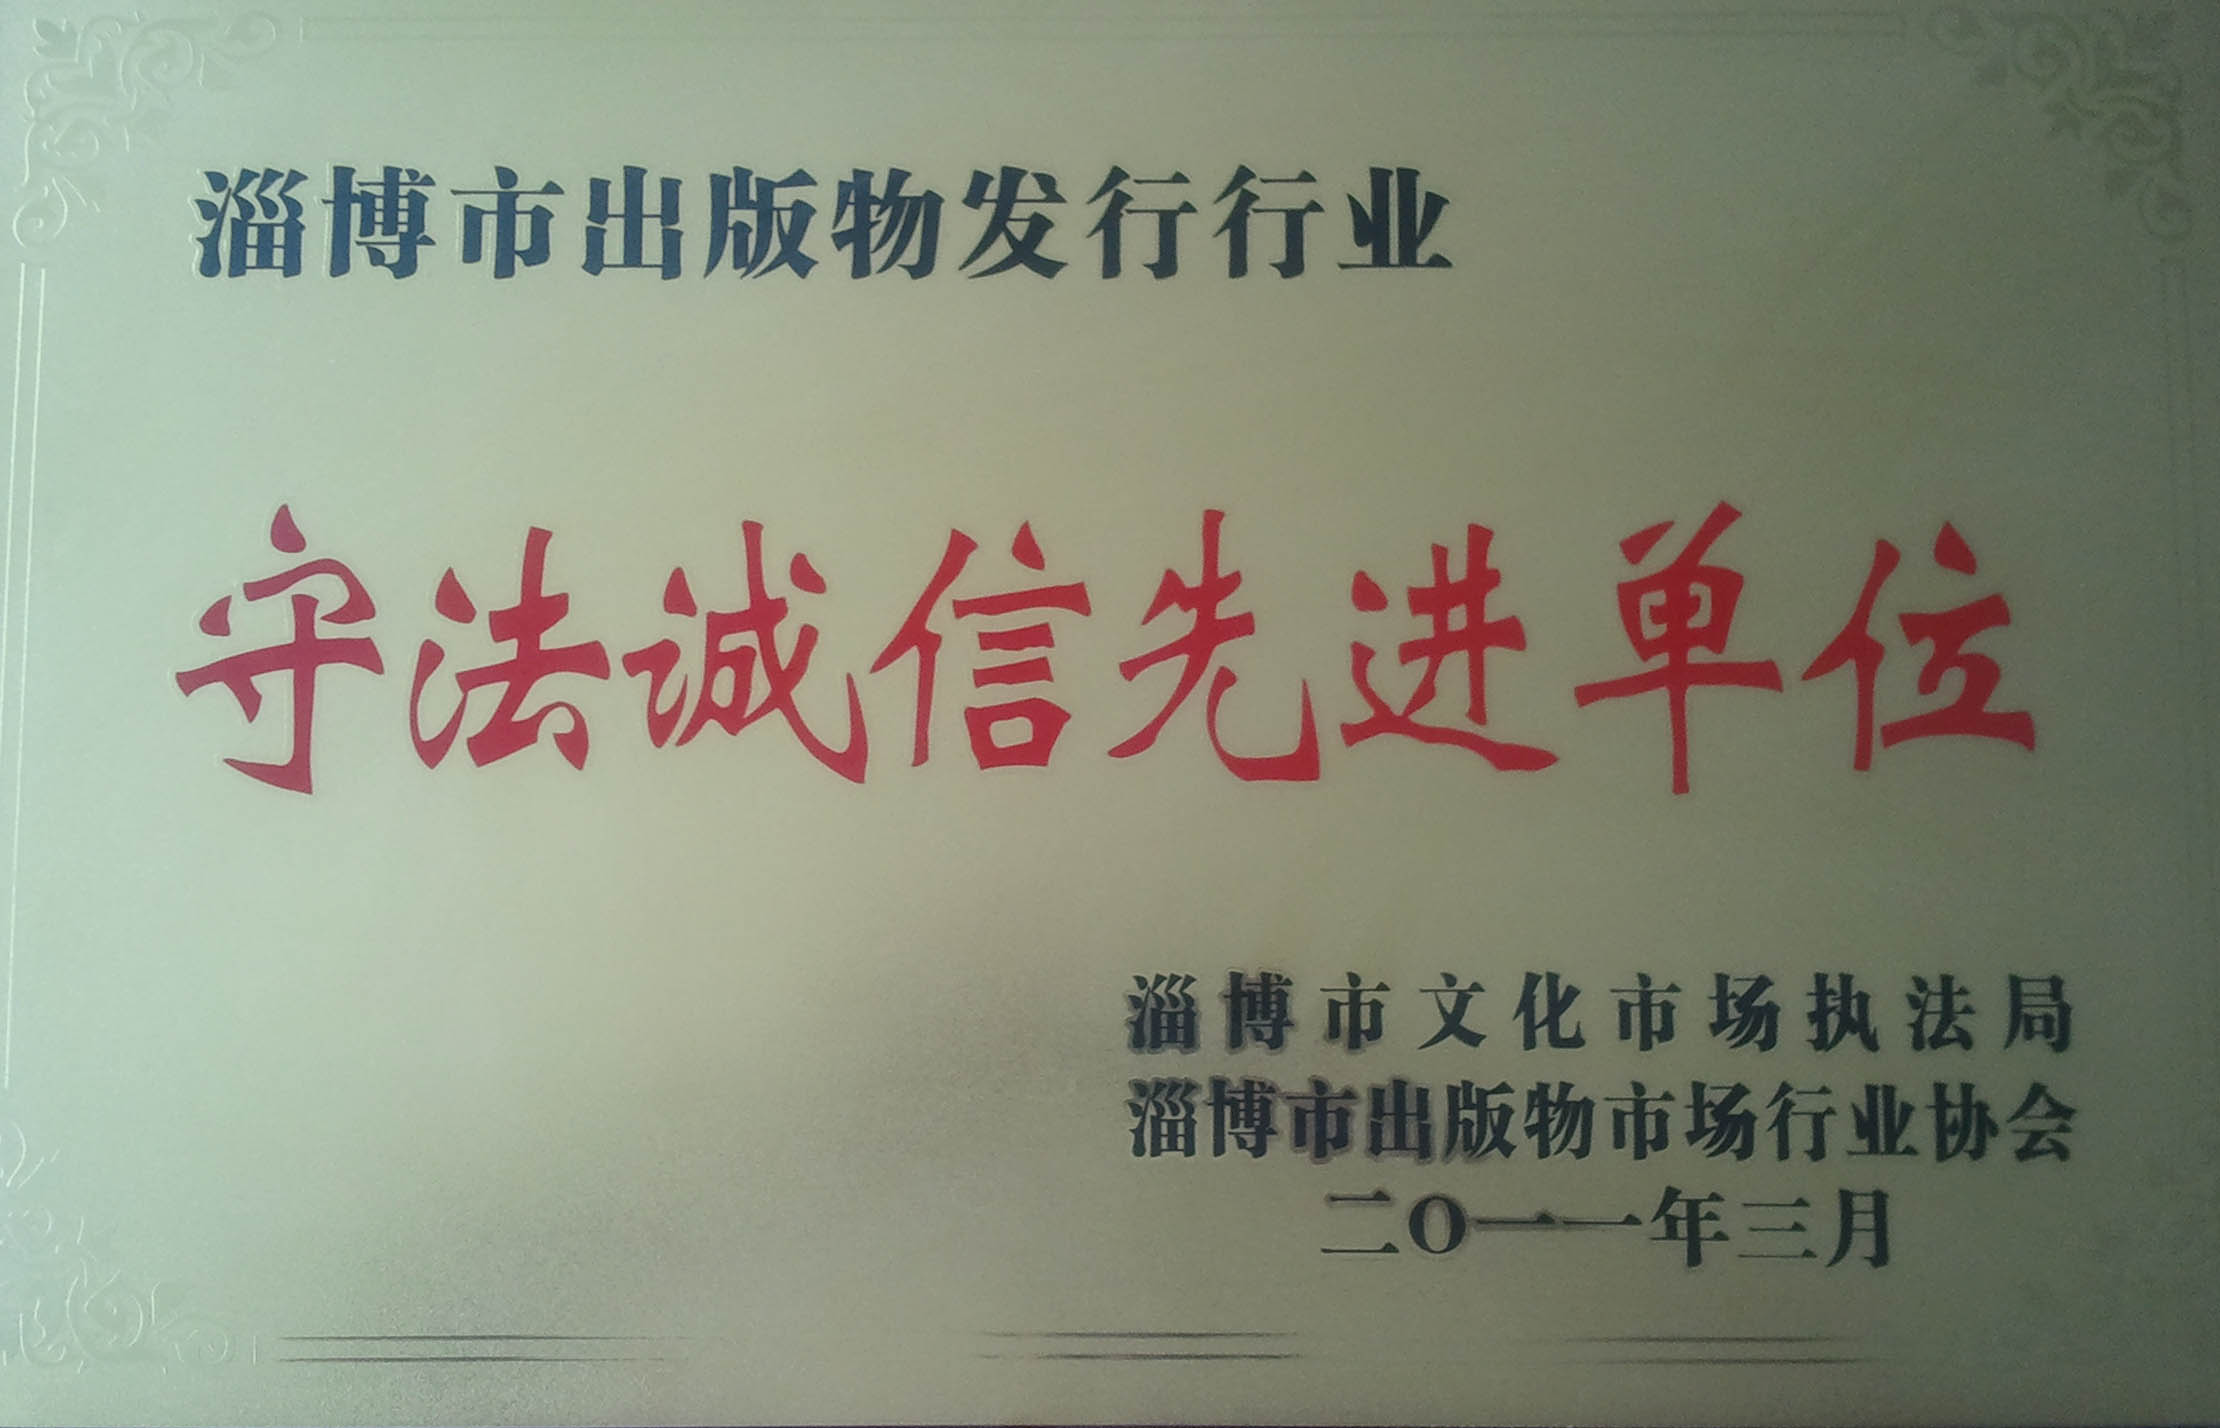 淄博市出版物发行行业
守法诚信先进单位
淄博市文化市场执法局
淄博市出版物市场行业协会
二〇一一年三月